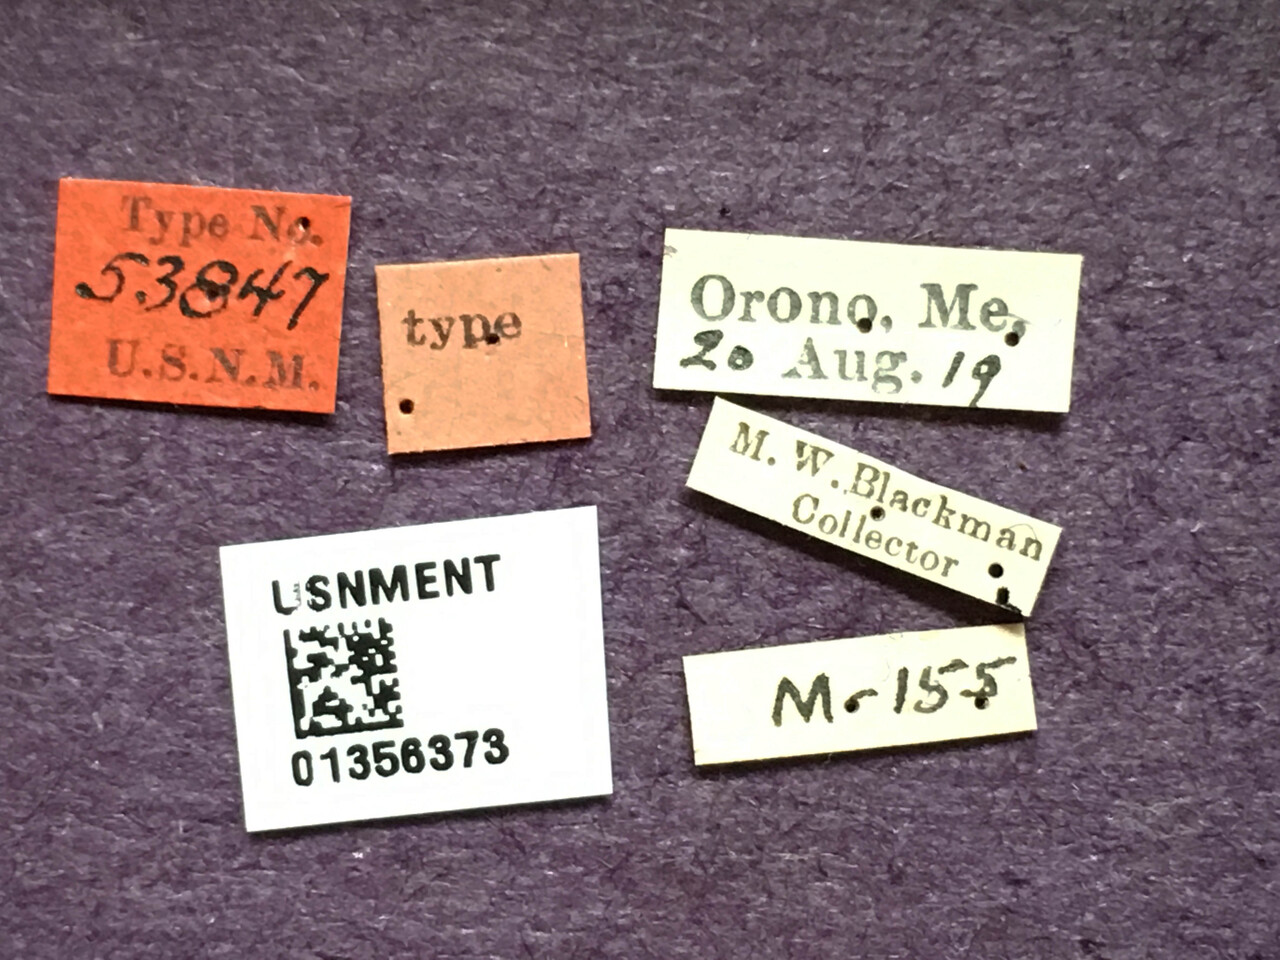 Type No.
53847
U.S.N.M.
type
Orono, Me.
20 Aug. 19
M. W. Blackman
Collector
M-155
USNMENT
01356373